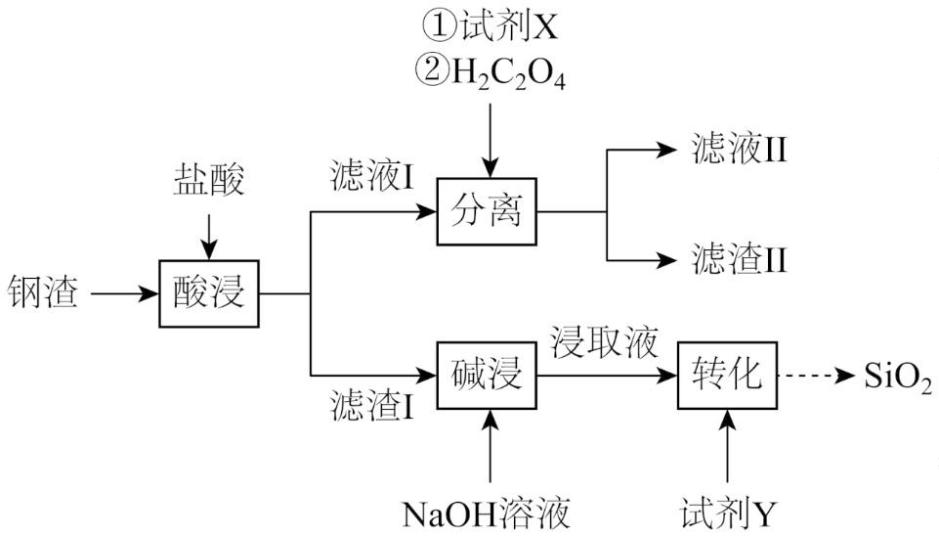 ①试剂X
②H₂C₂O₄
盐酸
滤液I
分离
滤液II
滤渣II
钢渣
酸浸
滤渣I
碱浸
浸取液
转化
SiO₂
NaOH溶液
试剂Y